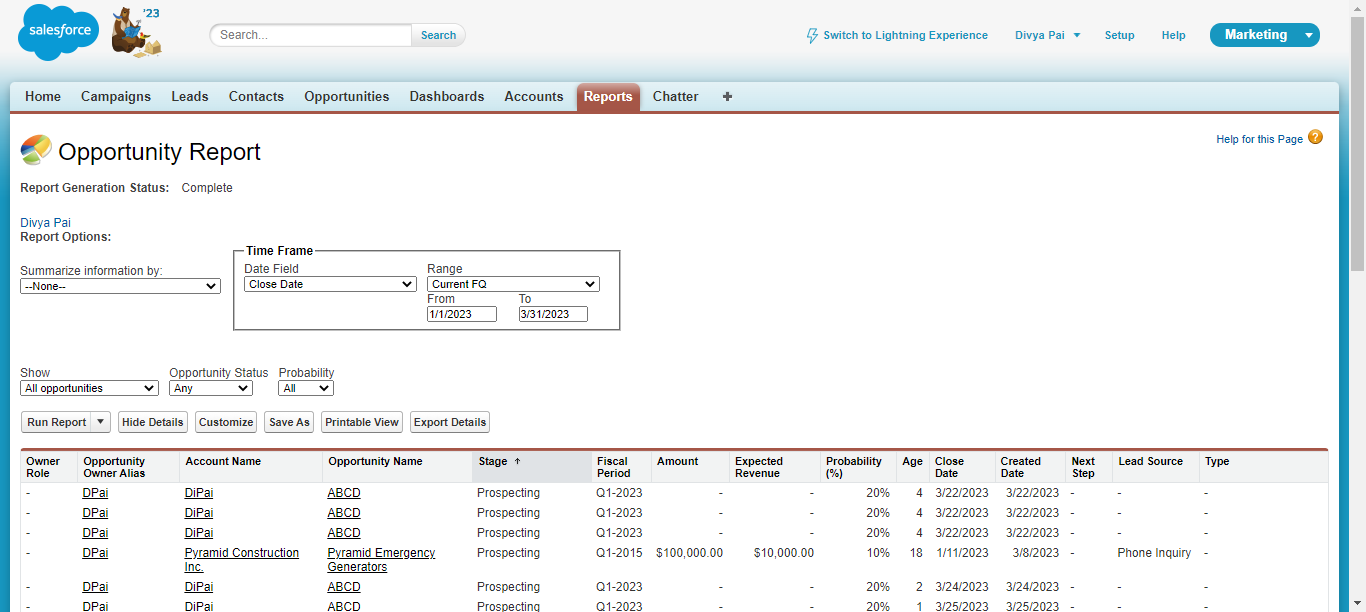 salesforce
'23
Search...
Search
Switch to Lightning Experience
Divya Pai
Setup
Help
Marketing
Home Campaigns Leads Contacts Opportunities Dashboards Accounts Reports Chatter +
Opportunity Report
Help for this Page ?
Report Generation Status: Complete
Divya Pai
Report Options:
Summarize information by:
--None--
Time Frame
Date Field Range
Close Date Current FQ
From To
1/1/2023 3/31/2023
Show Opportunity Status Probability
All opportunities Any All
Run Report Hide Details Customize Save As Printable View Export Details
Owner Role Opportunity Owner Alias Account Name Opportunity Name Stage ↑ Fiscal Period Amount Expected Revenue Probability (%) Age Close Date Created Date Next Step Lead Source Type
- DPai DiPai ABCD Prospecting Q1-2023 - - 20% 4 3/22/2023 3/22/2023 - - -
- DPai DiPai ABCD Prospecting Q1-2023 - - 20% 4 3/22/2023 3/22/2023 - - -
- DPai DiPai ABCD Prospecting Q1-2023 - - 20% 4 3/22/2023 3/22/2023 - - -
- DPai Pyramid Construction Inc. Pyramid Emergency Generators Prospecting Q1-2015 $100,000.00 $10,000.00 10% 18 1/11/2023 3/8/2023 - Phone Inquiry -
- DPai DiPai ABCD Prospecting Q1-2023 - - 20% 2 3/24/2023 3/24/2023 - - -
- DPai DiPai ABCD Prospecting Q1-2023 - - 20% 1 3/25/2023 3/25/2023 - - -